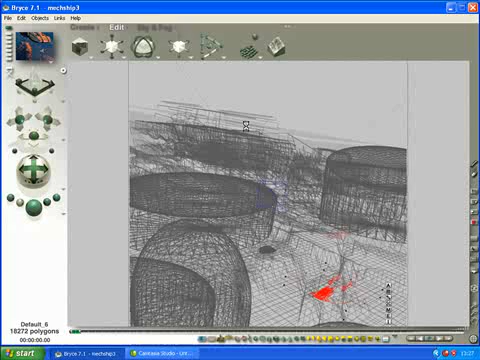 Bryce 7.1 - mechship3
File Edit Objects Links Help
Create Edit Sky & Fog
Default_6
18272 polygons
00:00:00.00
start
Bryce 7.1 - mechship3
Camtasia Studio - Unt...
13:27